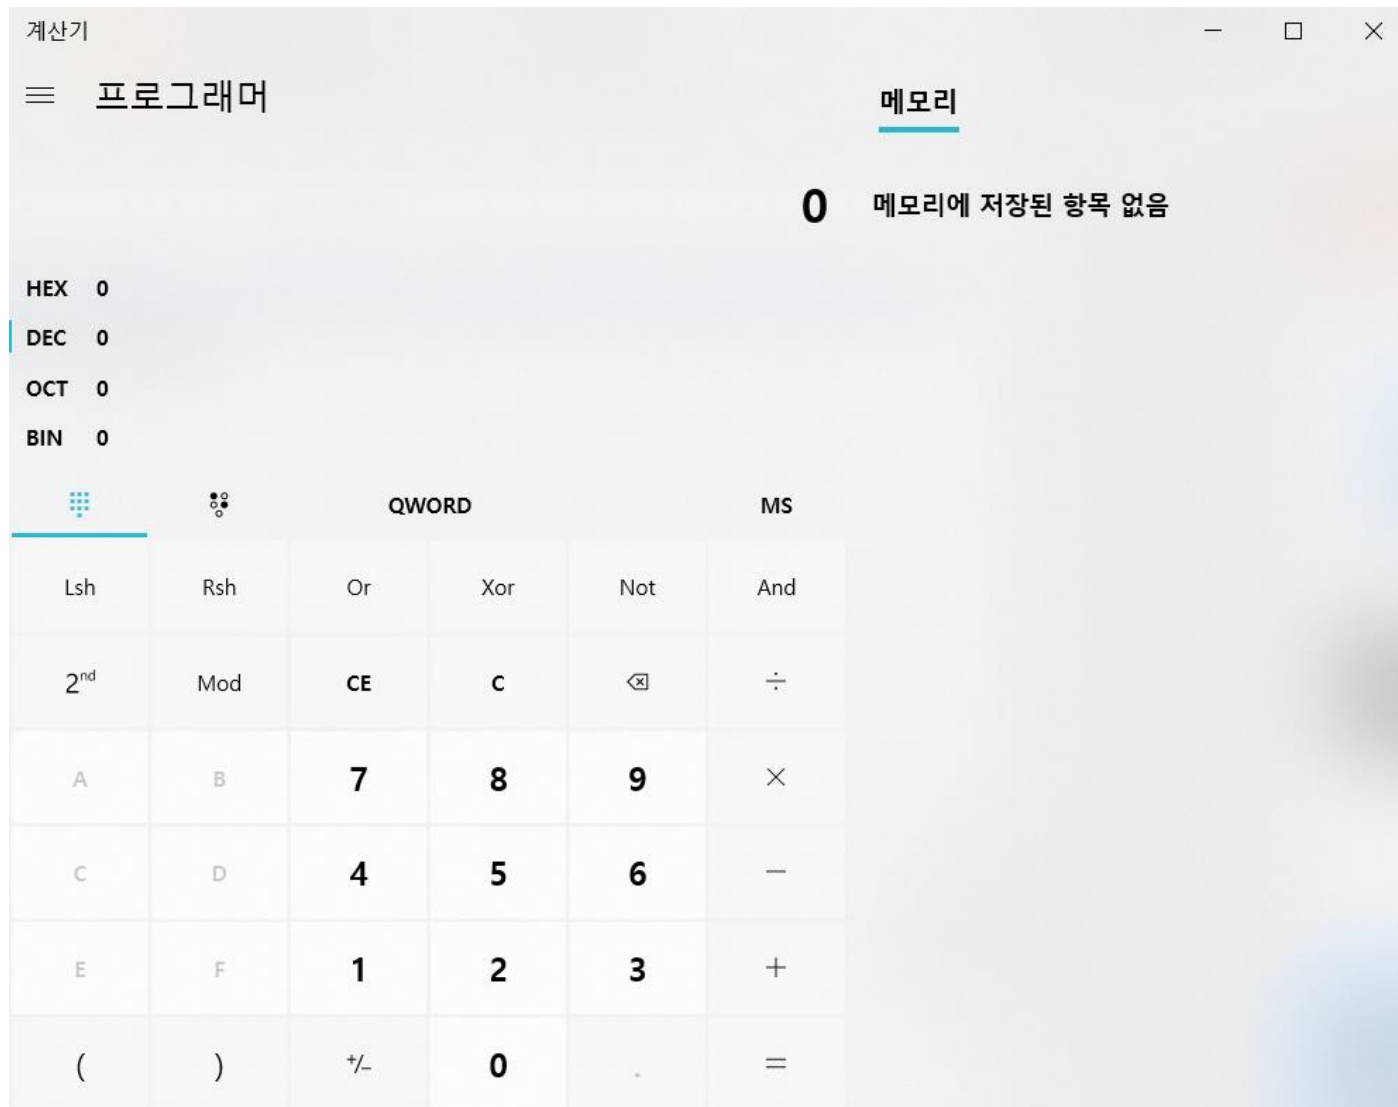 계산기
프로그래머
메모리
0
메모리에 저장된 항목 없음
HEX 0
DEC 0
OCT 0
BIN 0
QWORD MS
Lsh Rsh Or Xor Not And
2nd Mod CE C ÷
A B 7 8 9 ×
C D 4 5 6 −
E F 1 2 3 +
( ) +/− 0 . =